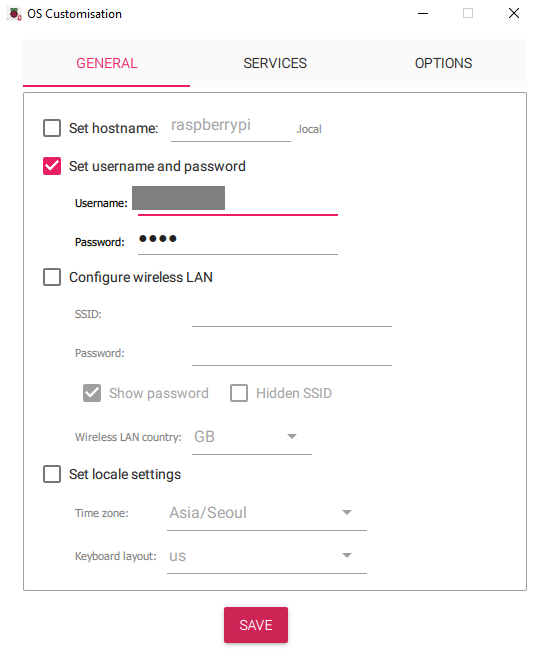 OS Customisation
GENERAL SERVICES OPTIONS
Set hostname: raspberrypi .local
Set username and password
Username:
Password: ●●●●
Configure wireless LAN
SSID:
Password:
Show password Hidden SSID
Wireless LAN country: GB
Set locale settings
Time zone: Asia/Seoul
Keyboard layout: us
SAVE